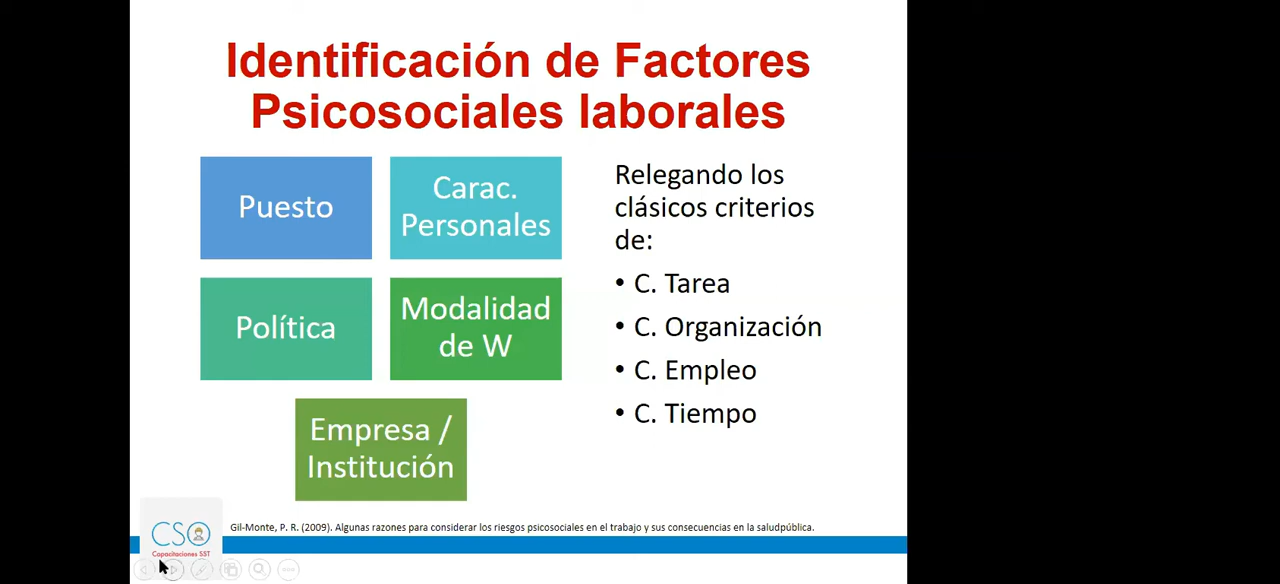 Identificación de Factores
Psicosociales laborales
Puesto
Carac.
Personales
Política
Modalidad
de W
Empresa /
Institución
Relegando los
clásicos criterios
de:
• C. Tarea
• C. Organización
• C. Empleo
• C. Tiempo
Gil-Monte, P. R. (2009). Algunas razones para considerar los riesgos psicosociales en el trabajo y sus consecuencias en la saludpública.
CSO
Capacitaciones SST